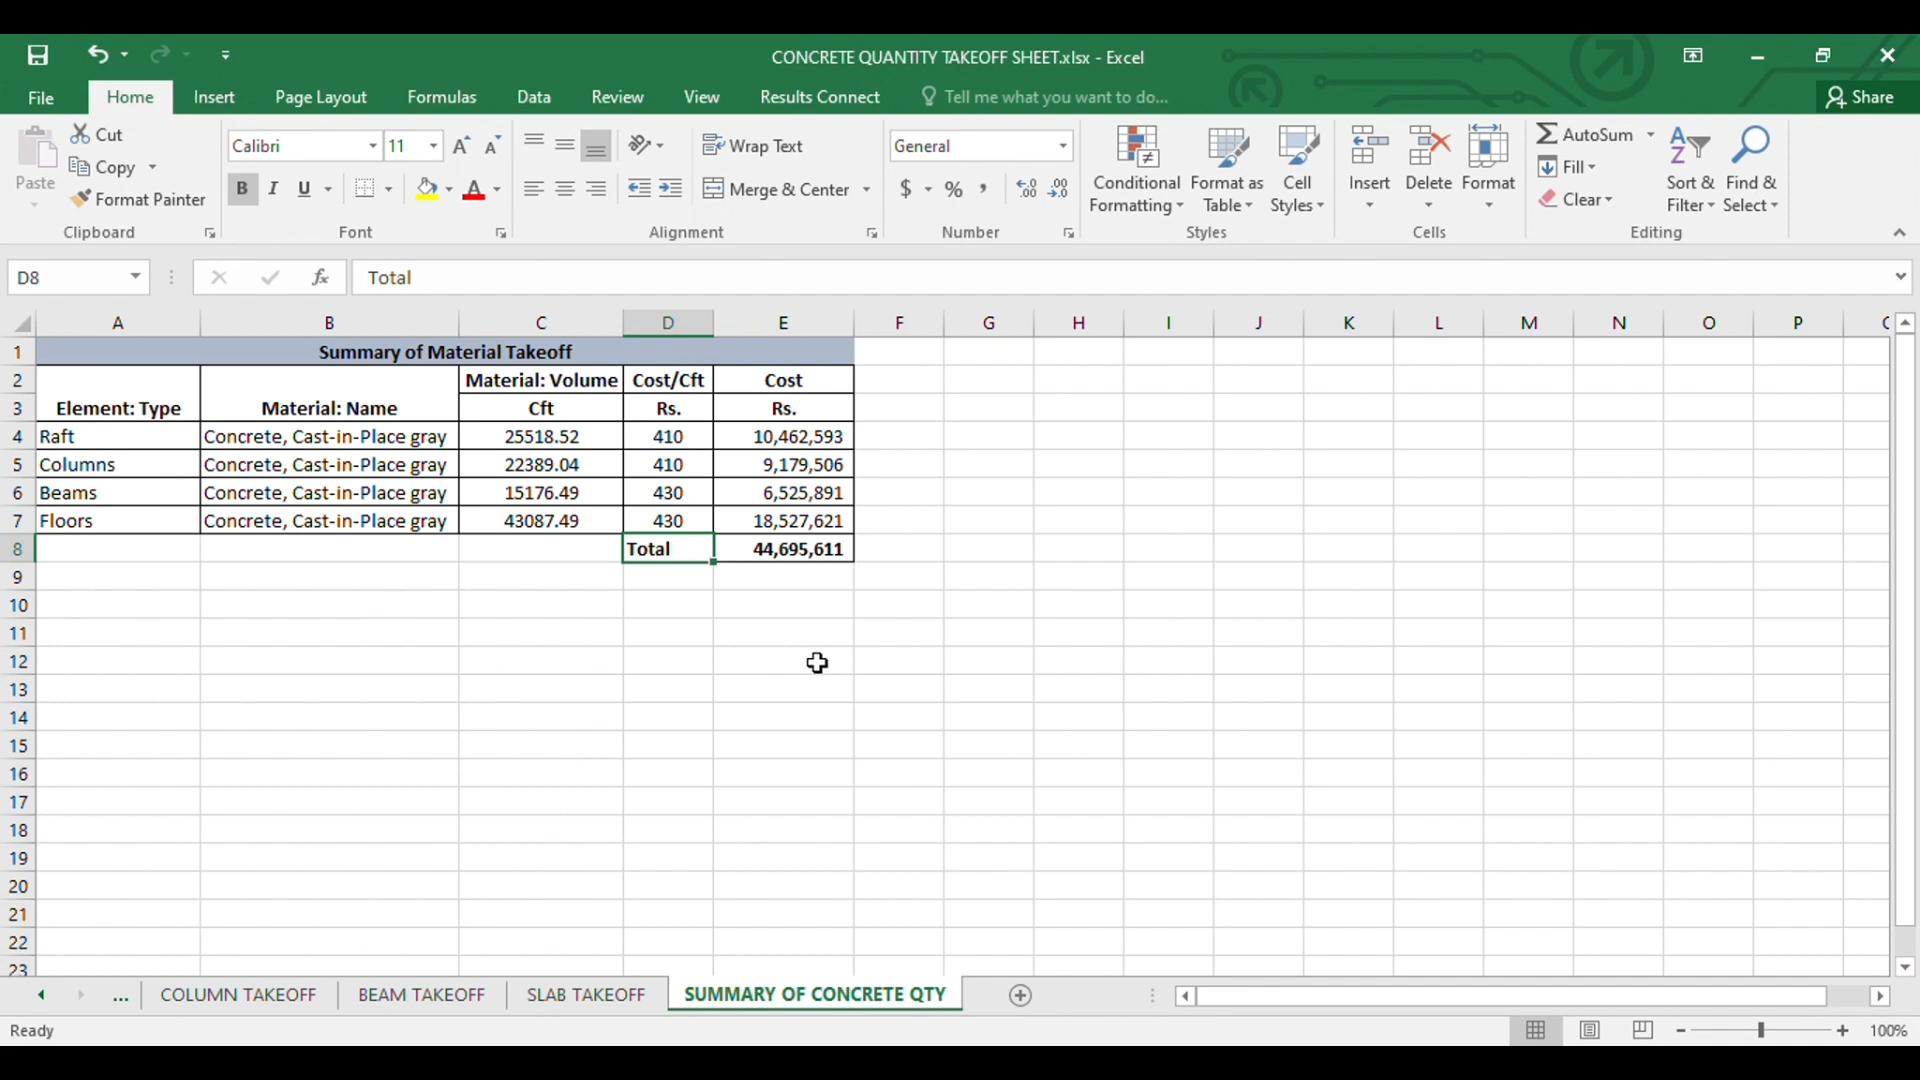 CONCRETE QUANTITY TAKEOFF SHEET.xlsx - Excel
File Home Insert Page Layout Formulas Data Review View Results Connect Tell me what you want to do... Share
Paste
Cut
Copy
Format Painter
Clipboard
Calibri 11
B I U
Font
Wrap Text
Merge & Center
Alignment
General
$ % ,
Number
Conditional Formatting
Format as Table
Cell Styles
Styles
Insert Delete Format
Cells
AutoSum
Fill
Clear
Sort & Filter
Find & Select
Editing
D8 fx Total
A B C D E F G H I J K L M N O P
1 Summary of Material Takeoff
2 Material: Volume Cost/Cft Cost
3 Element: Type Material: Name Cft Rs. Rs.
4 Raft Concrete, Cast-in-Place gray 25518.52 410 10,462,593
5 Columns Concrete, Cast-in-Place gray 22389.04 410 9,179,506
6 Beams Concrete, Cast-in-Place gray 15176.49 430 6,525,891
7 Floors Concrete, Cast-in-Place gray 43087.49 430 18,527,621
8 Total 44,695,611
9
10
11
12
13
14
15
16
17
18
19
20
21
22
23
... COLUMN TAKEOFF BEAM TAKEOFF SLAB TAKEOFF SUMMARY OF CONCRETE QTY
Ready 100%